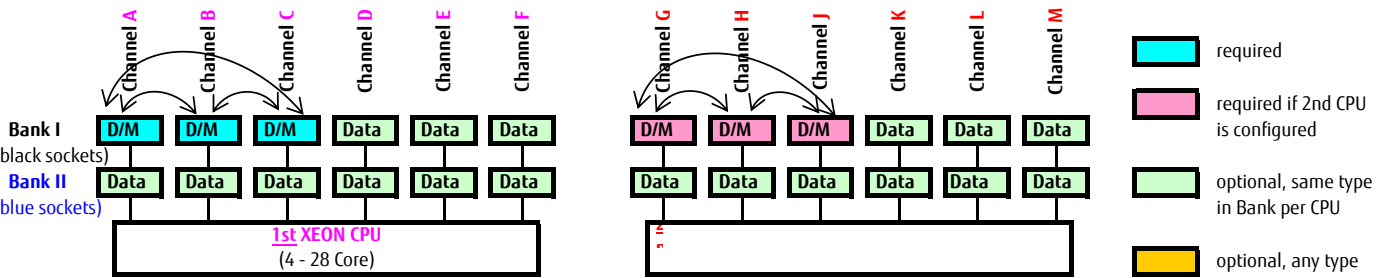 Channel A
Channel B
Channel C
Channel D
Channel E
Channel F
Channel G
Channel H
Channel J
Channel K
Channel L
Channel M
required
required if 2nd CPU
is configured
Bank I
D/M D/M D/M Data Data Data
D/M D/M D/M Data Data Data
black sockets)
Bank II
Data Data Data Data Data Data
Data Data Data Data Data Data
blue sockets)
optional, same type
in Bank per CPU
1st XEON CPU
(4 - 28 Core)
optional, any type